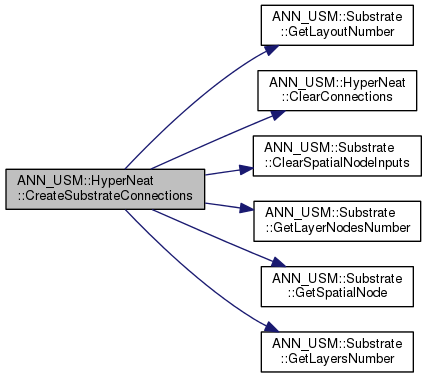 ANN_USM::Substrate
::GetLayoutNumber
ANN_USM::HyperNeat
::ClearConnections
ANN_USM::Substrate
::ClearSpatialNodeInputs
ANN_USM::HyperNeat
::CreateSubstrateConnections
ANN_USM::Substrate
::GetLayerNodesNumber
ANN_USM::Substrate
::GetSpatialNode
ANN_USM::Substrate
::GetLayersNumber